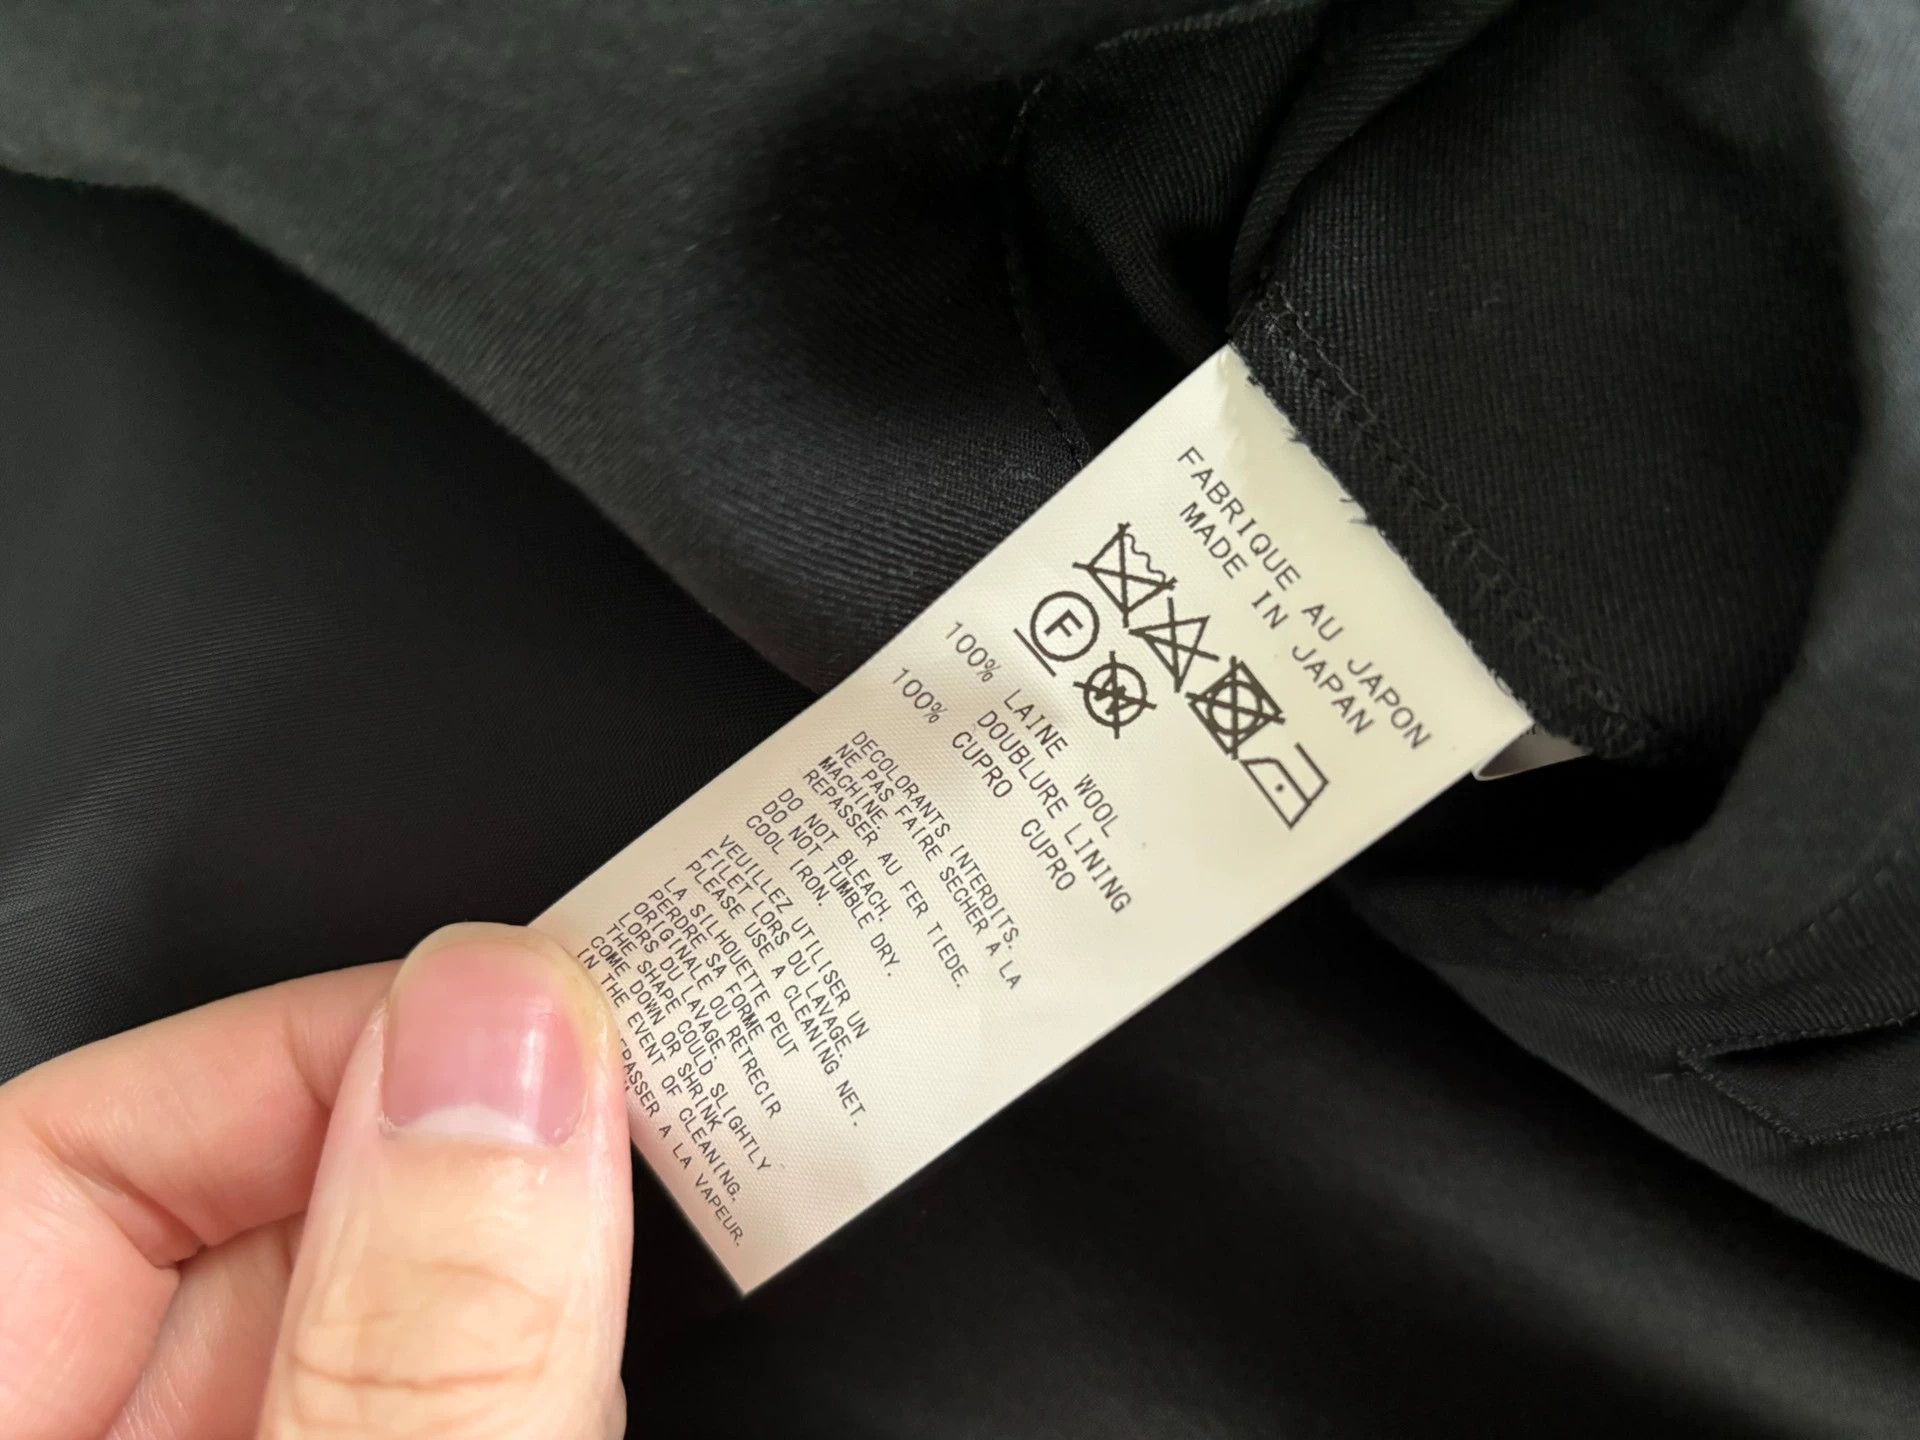 FABRIQUE AU JAPON
MADE IN JAPAN
F
W
100% LAINE WOOL
DOUBLURE LINING
100% CUPRO CUPRO
DECOLORANTS INTERDITS.
NE PAS FAIRE SECHER A LA
MACHINE.
REPASSER AU FER TIEDE.
DO NOT BLEACH.
DO NOT TUMBLE DRY.
COOL IRON.
VEUILLEZ UTILISER UN
FILET LORS DU LAVAGE.
PLEASE USE A CLEANING NET.
LA SILHOUETTE PEUT
PERDRE SA FORME
ORIGINALE OU RETRECIR
LORS DU LAVAGE.
THE SHAPE COULD SLIGHTLY
COME DOWN OR SHRINK
IN THE EVENT OF CLEANING.
A LA VAPEUR.